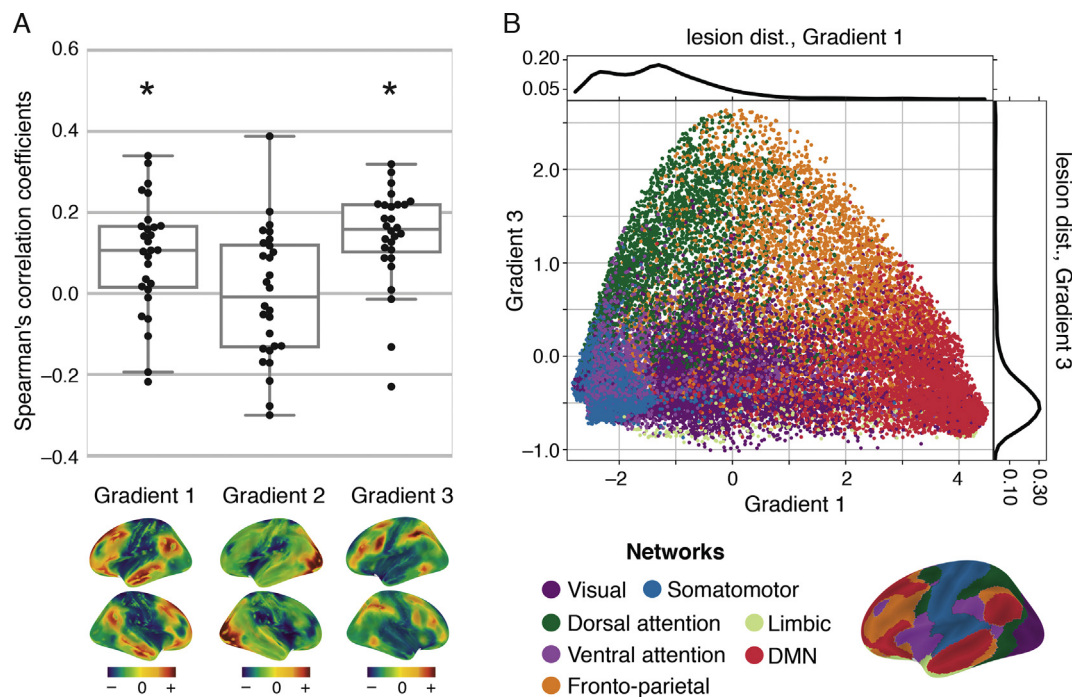 A
Spearman's correlation coefficients
0.6
0.4
0.2
0.0
−0.2
−0.4
*
*
Gradient 1 Gradient 2 Gradient 3
− 0 + − 0 + − 0 +
B
lesion dist., Gradient 1
0.20
0.05
Gradient 3
2.0
1.0
0.0
−1.0
−2 0 2 4
Gradient 1
lesion dist., Gradient 3
0.10 0.30
Networks
Visual Somatomotor
Dorsal attention Limbic
Ventral attention DMN
Fronto-parietal